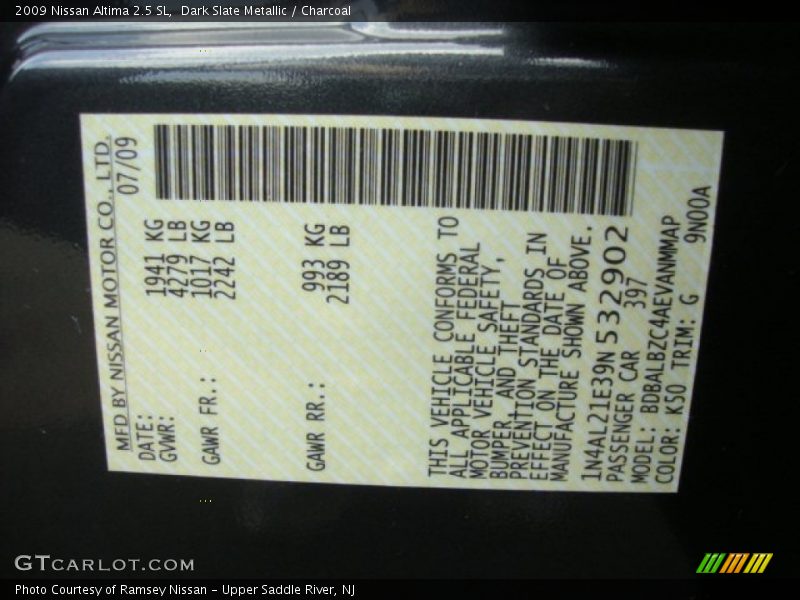 2009 Nissan Altima 2.5 SL,  Dark Slate Metallic / Charcoal
MFD BY NISSAN MOTOR CO., LTD.
DATE: 07/09
GVWR: 1941 KG
4279 LB
GAWR FR.: 1017 KG
2242 LB
GAWR RR.: 993 KG
2189 LB
THIS VEHICLE CONFORMS TO
ALL APPLICABLE FEDERAL
MOTOR VEHICLE SAFETY,
BUMPER, AND THEFT
PREVENTION STANDARDS IN
EFFECT ON THE DATE OF
MANUFACTURE SHOWN ABOVE.
1N4AL21E39N532902
PASSENGER CAR 397
MODEL: BDBALBZC4AEVANMMAP
COLOR: K50 TRIM: G 9N00A
GTCARLOT.COM
Photo Courtesy of Ramsey Nissan - Upper Saddle River, NJ